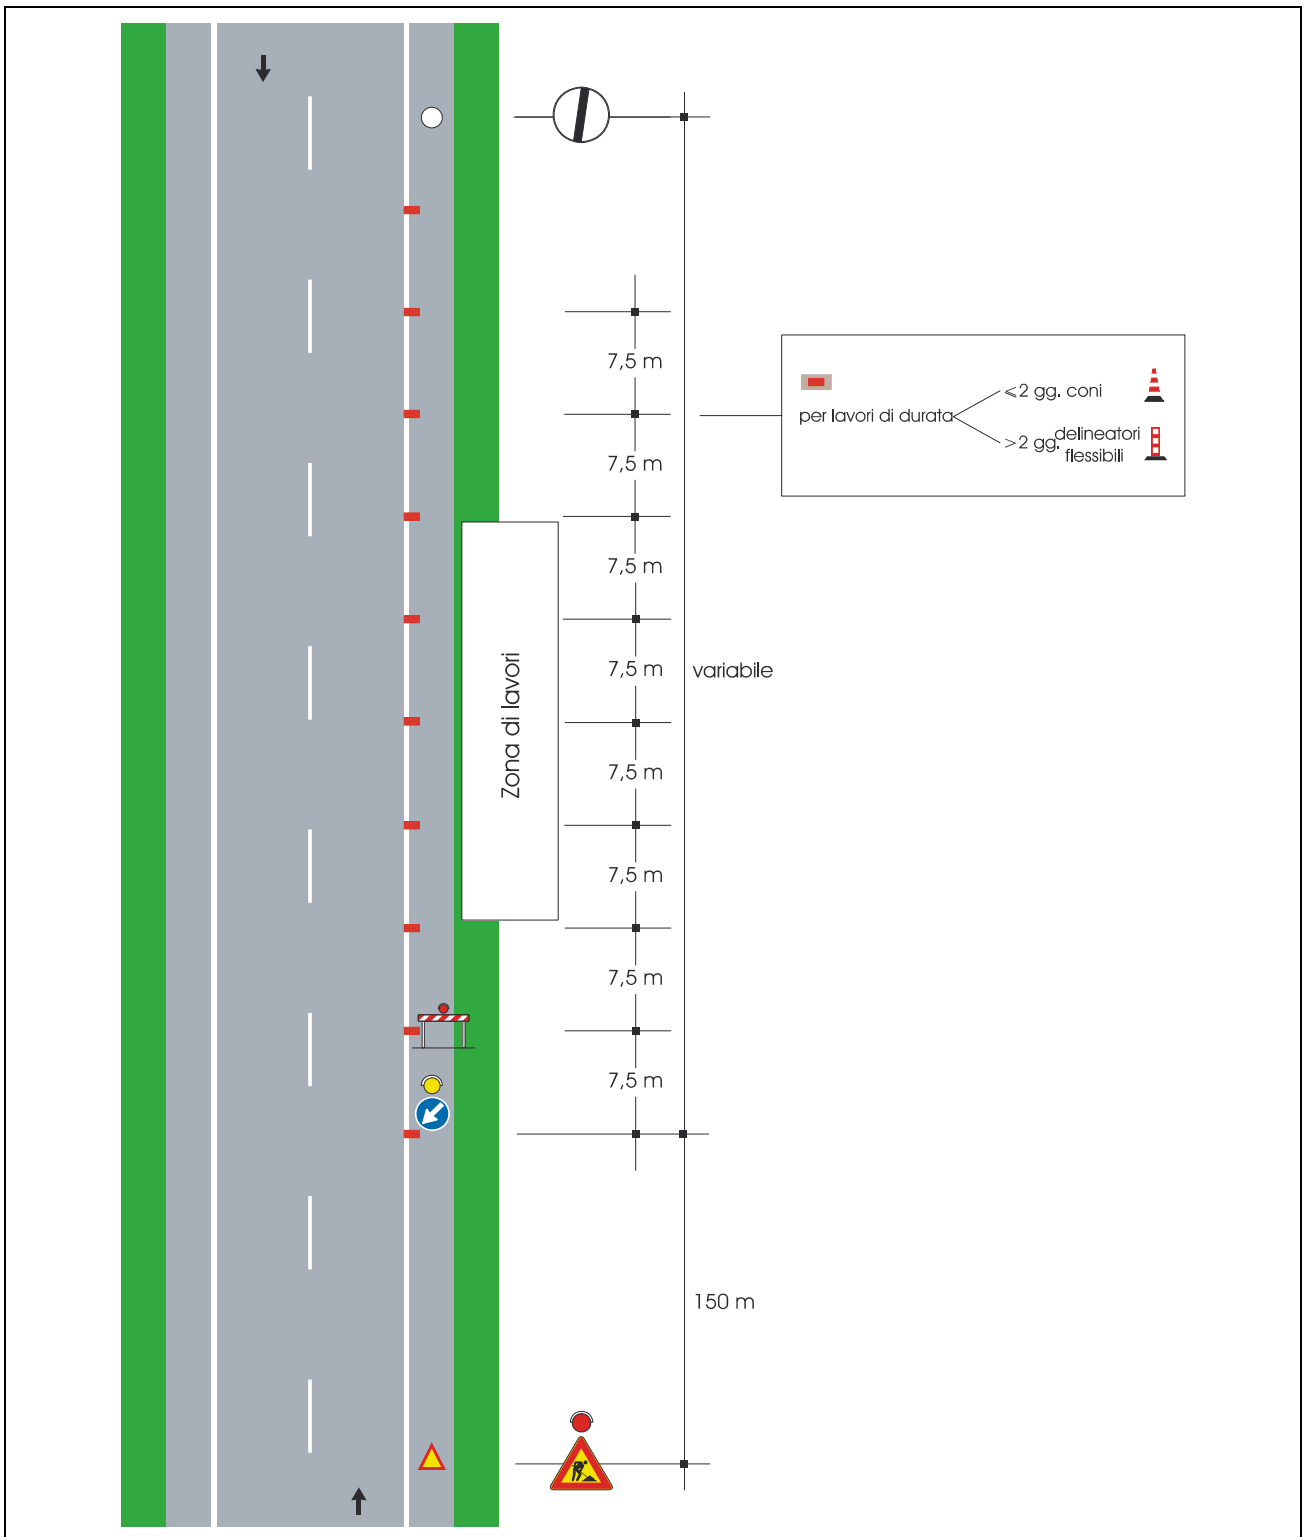 7,5 m
7,5 m
7,5 m
7,5 m
7,5 m
7,5 m
7,5 m
7,5 m
variabile
150 m
Zona di lavori
per lavori di durata
⩽2 gg. coni
>2 gg. delineatori
flessibili